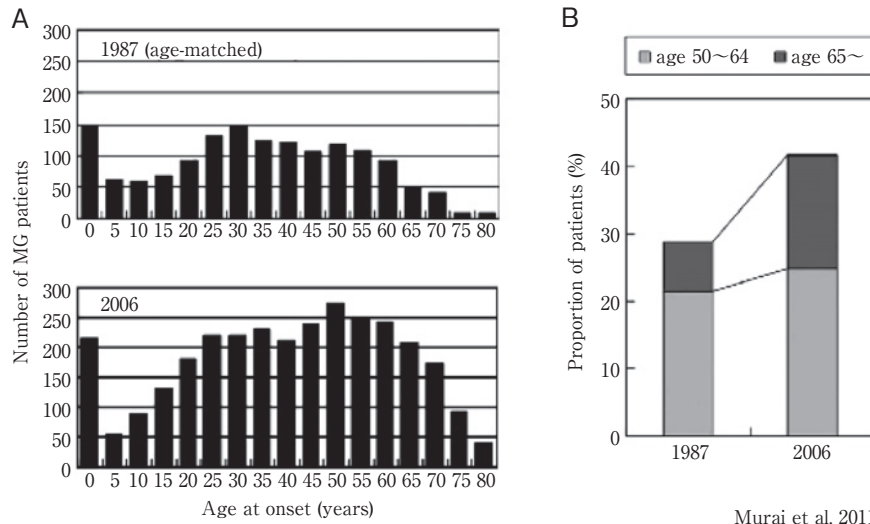 A
Number of MG patients
1987 (age-matched)
300
250
200
150
100
50
0
0 5 10 15 20 25 30 35 40 45 50 55 60 65 70 75 80
2006
300
250
200
150
100
50
0
0 5 10 15 20 25 30 35 40 45 50 55 60 65 70 75 80
Age at onset (years)
B
age 50~64 age 65~
Proportion of patients (%)
50
40
30
20
10
0
1987 2006
Murai et al. 201